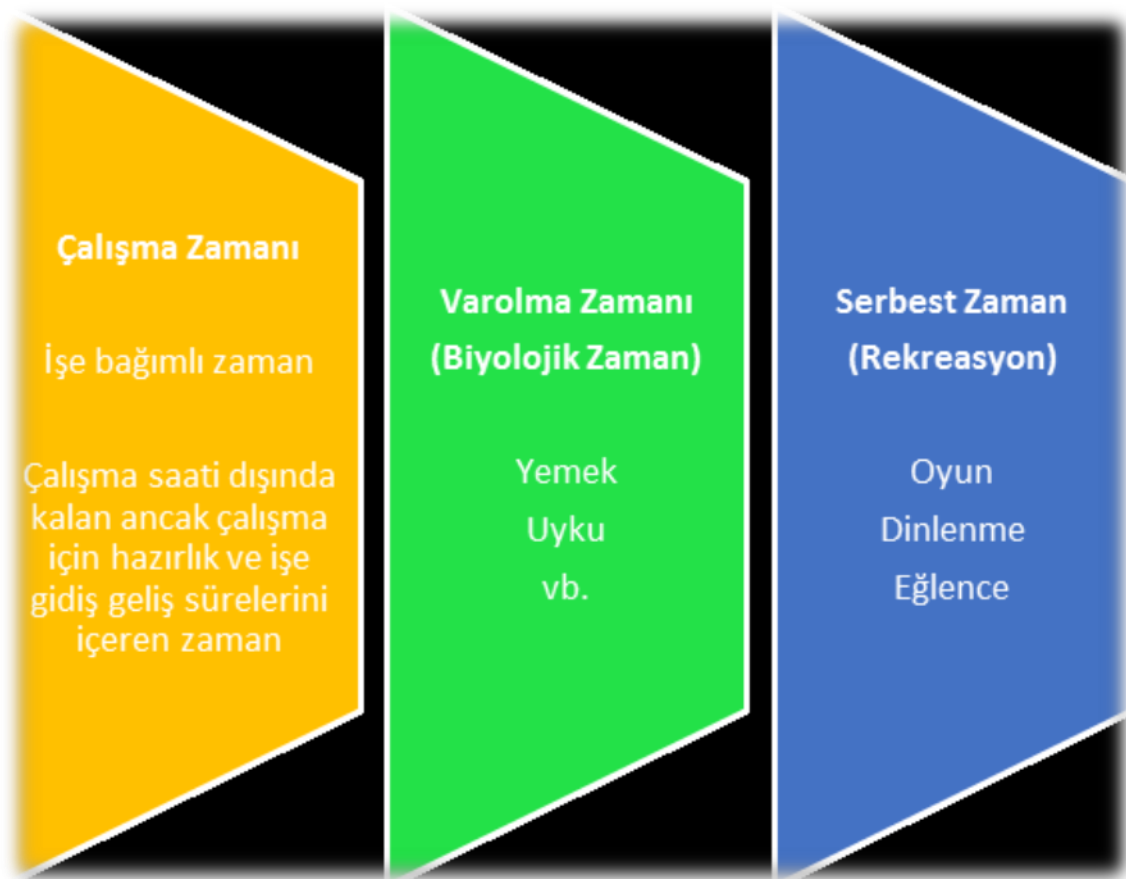 Çalışma Zamanı
İşe bağımlı zaman
Çalışma saati dışında
kalan ancak çalışma
için hazırlık ve işe
gidiş geliş sürelerini
içeren zaman
Varolma Zamanı
(Biyolojik Zaman)
Yemek
Uyku
vb.
Serbest Zaman
(Rekreasyon)
Oyun
Dinlenme
Eğlence